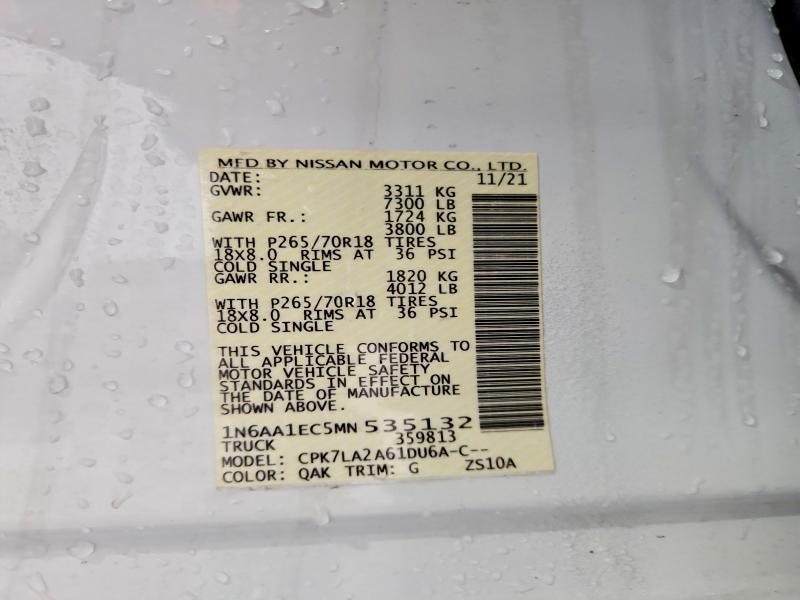 MFD BY NISSAN MOTOR CO., LTD.
DATE: 11/21
GVWR: 3311 KG
7300 LB
GAWR FR.: 1724 KG
3800 LB
WITH P265/70R18 TIRES
18X8.0 RIMS AT 36 PSI
COLD SINGLE
GAWR RR.: 1820 KG
4012 LB
WITH P265/70R18 TIRES
18X8.0 RIMS AT 36 PSI
COLD SINGLE
THIS VEHICLE CONFORMS TO
ALL APPLICABLE FEDERAL
MOTOR VEHICLE SAFETY
STANDARDS IN EFFECT ON
THE DATE OF MANUFACTURE
SHOWN ABOVE.
1N6AA1EC5MN 535132
TRUCK 359813
MODEL: CPK7LA2A61DU6A-C--
COLOR: QAK TRIM: G ZS10A